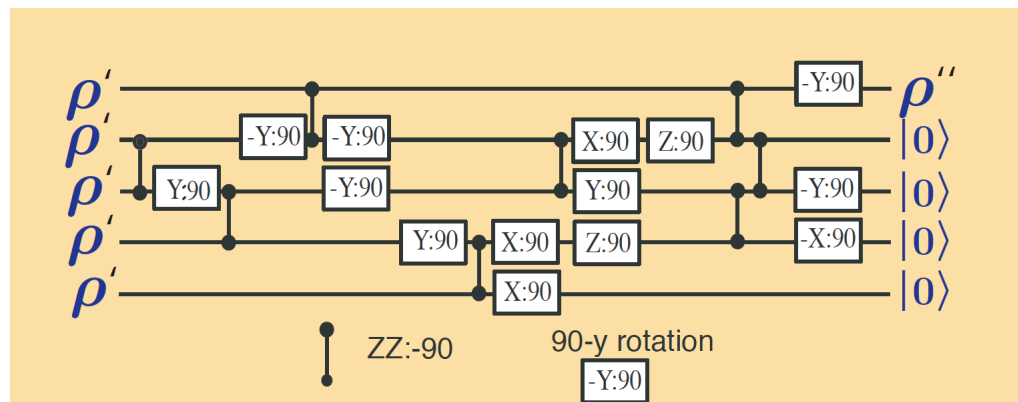 ρ‘ -Y:90 ρ‘‘
ρ‘ -Y:90 -Y:90 X:90 Z:90 |0⟩
ρ‘ Y:90 -Y:90 Y:90 -Y:90 |0⟩
ρ‘ Y:90 X:90 Z:90 -X:90 |0⟩
ρ‘ X:90 |0⟩
ZZ:-90 90-y rotation
-Y:90